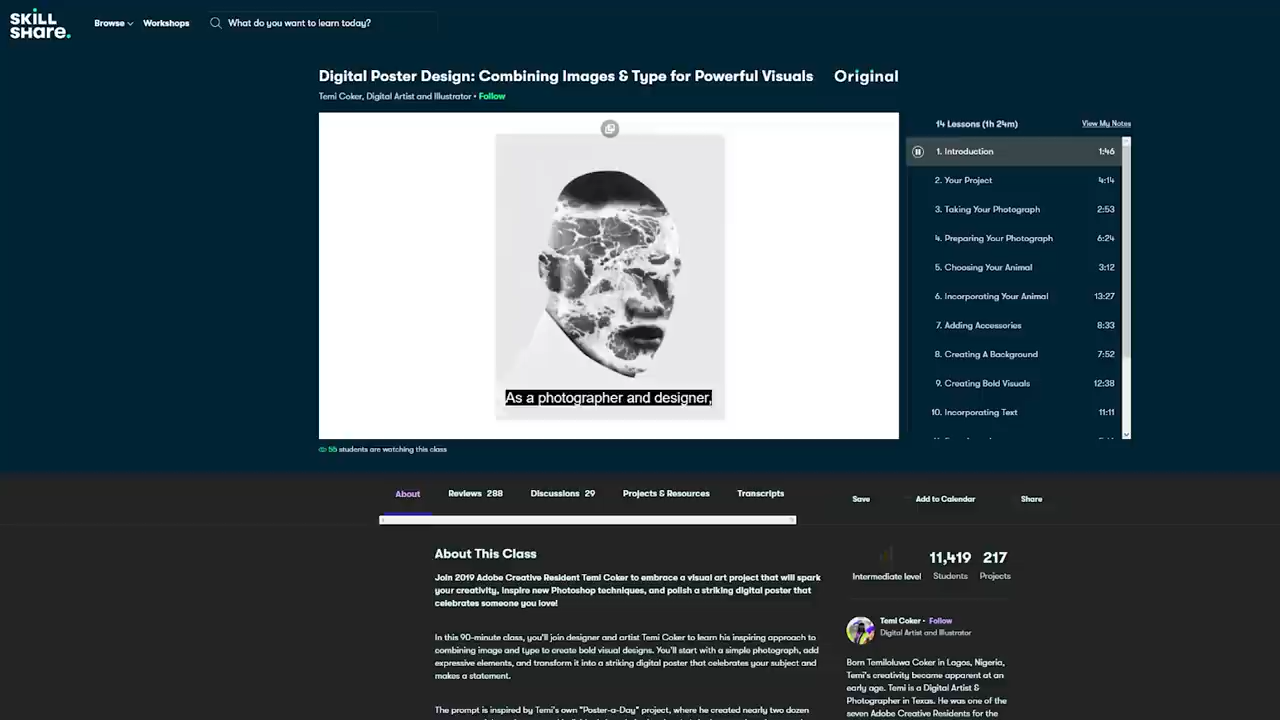 SKiLL
SHaRe.
Browse
Workshops
What do you want to learn today?
Digital Poster Design: Combining Images & Type for Powerful Visuals
Original
Temi Coker, Digital Artist and Illustrator • Follow
As a photographer and designer,
14 Lessons (1h 24m)
View My Notes
1. Introduction 1:46
2. Your Project 4:14
3. Taking Your Photograph 2:53
4. Preparing Your Photograph 6:24
5. Choosing Your Animal 3:12
6. Incorporating Your Animal 13:27
7. Adding Accessories 8:33
8. Creating A Background 7:52
9. Creating Bold Visuals 12:38
10. Incorporating Text 11:11
55 students are watching this class
About
Reviews 288
Discussions 29
Projects & Resources
Transcripts
Save
Add to Calendar
Share
About This Class
Join 2019 Adobe Creative Resident Temi Coker to embrace a visual art project that will spark
your creativity, inspire new Photoshop techniques, and polish a striking digital poster that
celebrates someone you love!
In this 90-minute class, you'll join designer and artist Temi Coker to learn his inspiring approach to
combining image and type to create bold visual designs. You'll start with a simple photograph, add
expressive elements, and transform it into a striking digital poster that celebrates your subject and
makes a statement.
The prompt is inspired by Temi's own "Poster-a-Day" project, where he created nearly two dozen
Intermediate level
11,419
Students
217
Projects
Temi Coker • Follow
Digital Artist and Illustrator
Born Temiloluwa Coker in Lagos, Nigeria,
Temi's creativity became apparent at an
early age. Temi is a Digital Artist &
Photographer in Texas. He was one of the
seven Adobe Creative Residents for the